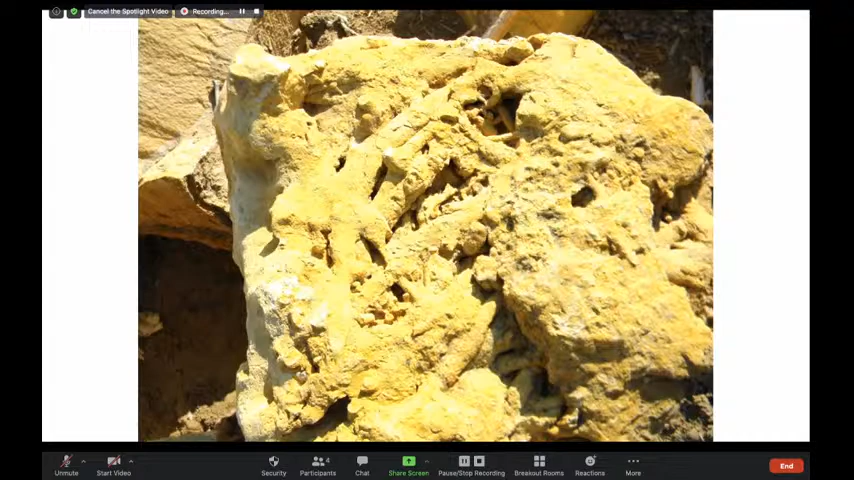 Cancel the Spotlight Video
Recording...
Unmute
Start Video
Security
Participants
4
Chat
Share Screen
Pause/Stop Recording
Breakout Rooms
Reactions
More
End